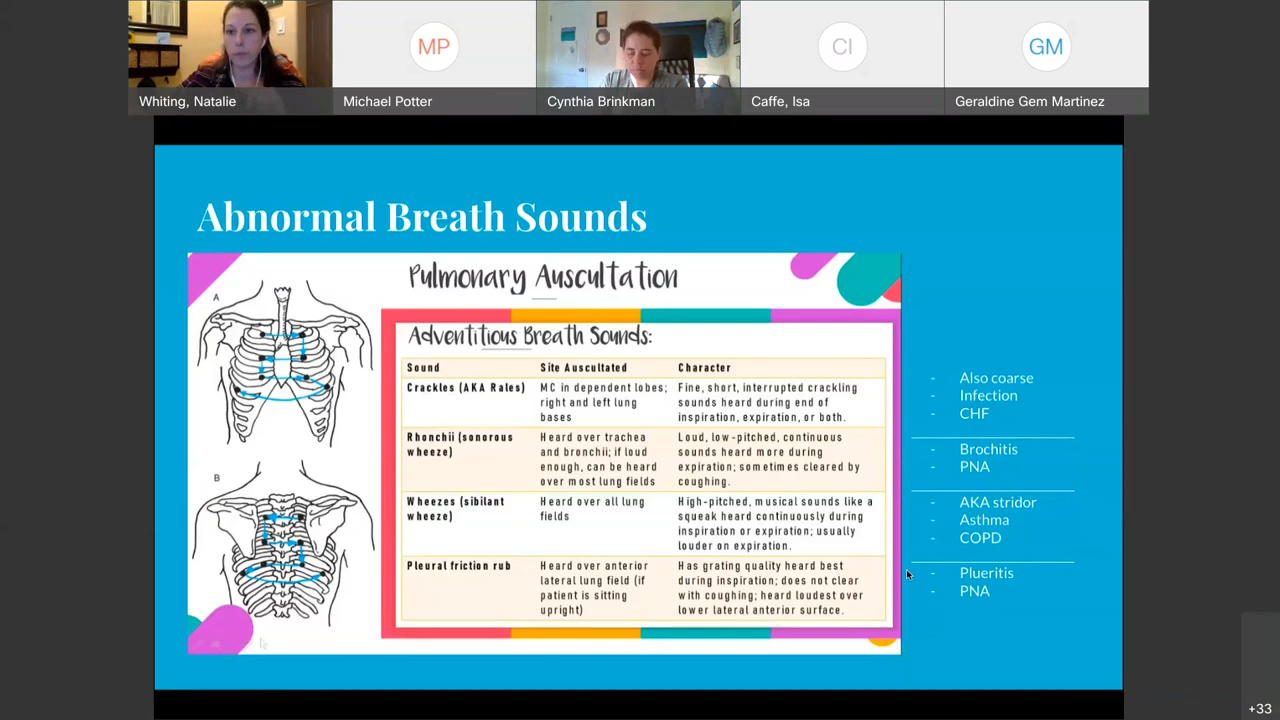 MP
CI
GM
Whiting, Natalie
Michael Potter
Cynthia Brinkman
Caffe, Isa
Geraldine Gem Martinez
Abnormal Breath Sounds
Pulmonary Auscultation
A
B
Adventitious Breath Sounds:
Sound
Site Auscultated
Character
Crackles (AKA Rales)
MC in dependent lobes;
right and left lung
bases
Fine, short, interrupted crackling
sounds heard during end of
inspiration, expiration, or both.
Rhonchii (sonorous
wheeze)
Heard over trachea
and bronchii; if loud
enough, can be heard
over most lung fields
Loud, low-pitched, continuous
sounds heard more during
expiration; sometimes cleared by
coughing.
Wheezes (sibilant
wheeze)
Heard over all lung
fields
High-pitched, musical sounds like a
squeak heard continuously during
inspiration or expiration; usually
louder on expiration.
Pleural friction rub
Heard over anterior
lateral lung field (if
patient is sitting
upright)
Has grating quality heard best
during inspiration; does not clear
with coughing; heard loudest over
lower lateral anterior surface.
- Also coarse
- Infection
- CHF
- Brochitis
- PNA
- AKA stridor
- Asthma
- COPD
- Plueritis
- PNA
+33